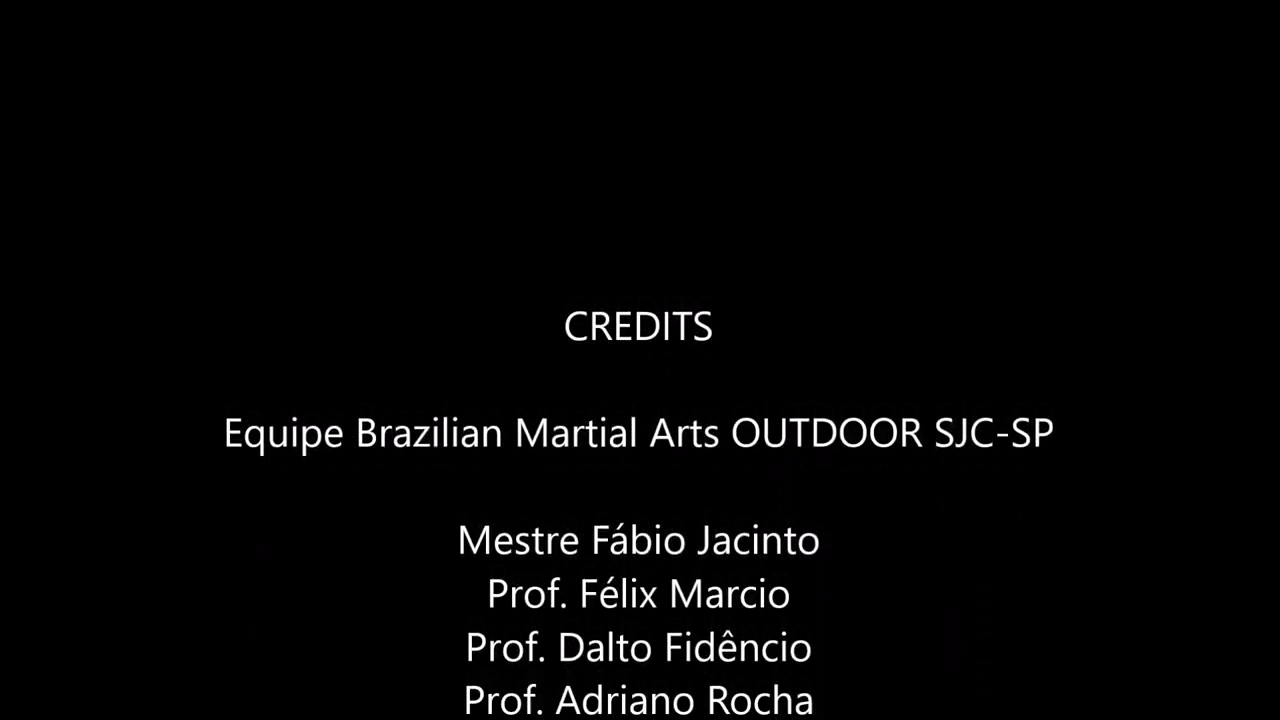 CREDITS
Equipe Brazilian Martial Arts OUTDOOR SJC-SP
Mestre Fábio Jacinto
Prof. Félix Marcio
Prof. Dalto Fidêncio
Prof. Adriano Rocha